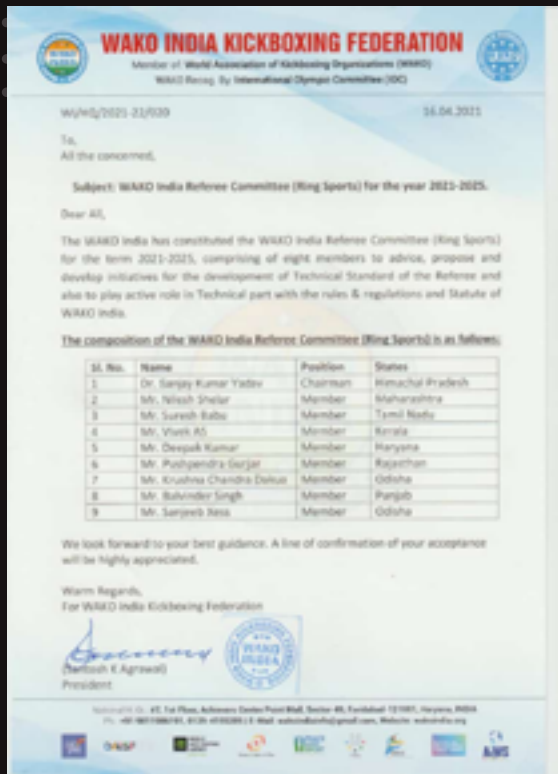 WAKO INDIA KICKBOXING FEDERATION
Member of World Association of Kickboxing Organizations (WAKO)
WAKO Recog. By International Olympic Committee (IOC)
16.04.2021
To,
All the concerned,
Subject: WAKO India Referee Committee (Ring Sports) for the year 2021-2025.
Dear All,
The WAKO India has constituted the WAKO India Referee Committee (Ring Sports)
for the term 2021-2025, comprising of eight members to advice, propose and
develop initiatives for the development of Technical Standard of the Referee and
also to play active role in Technical part with the rules & regulations and Statute of
WAKO India.
The composition of the WAKO India Referee Committee (Ring Sports) is as follows:
Sl. No. Name Position States
1 Dr. Sanjay Kumar Yadav Chairman Himachal Pradesh
2 Mr. Nilesh Shelar Member Maharashtra
3 Mr. Suresh Babu Member Tamil Nadu
4 Mr. Vivek AS Member Kerala
5 Mr. Deepak Kumar Member Haryana
6 Mr. Pushpendra Gurjar Member Rajasthan
7 Mr. Krushna Chandra Member Odisha
8 Mr. Balvinder Singh Member Punjab
9 Mr. Sanjeeb Member Odisha
We look forward to your best guidance. A line of confirmation of your acceptance
will be highly appreciated.
Warm Regards,
For WAKO India Kickboxing Federation
WAKO
INDIA
(Santosh K Agrawal)
President